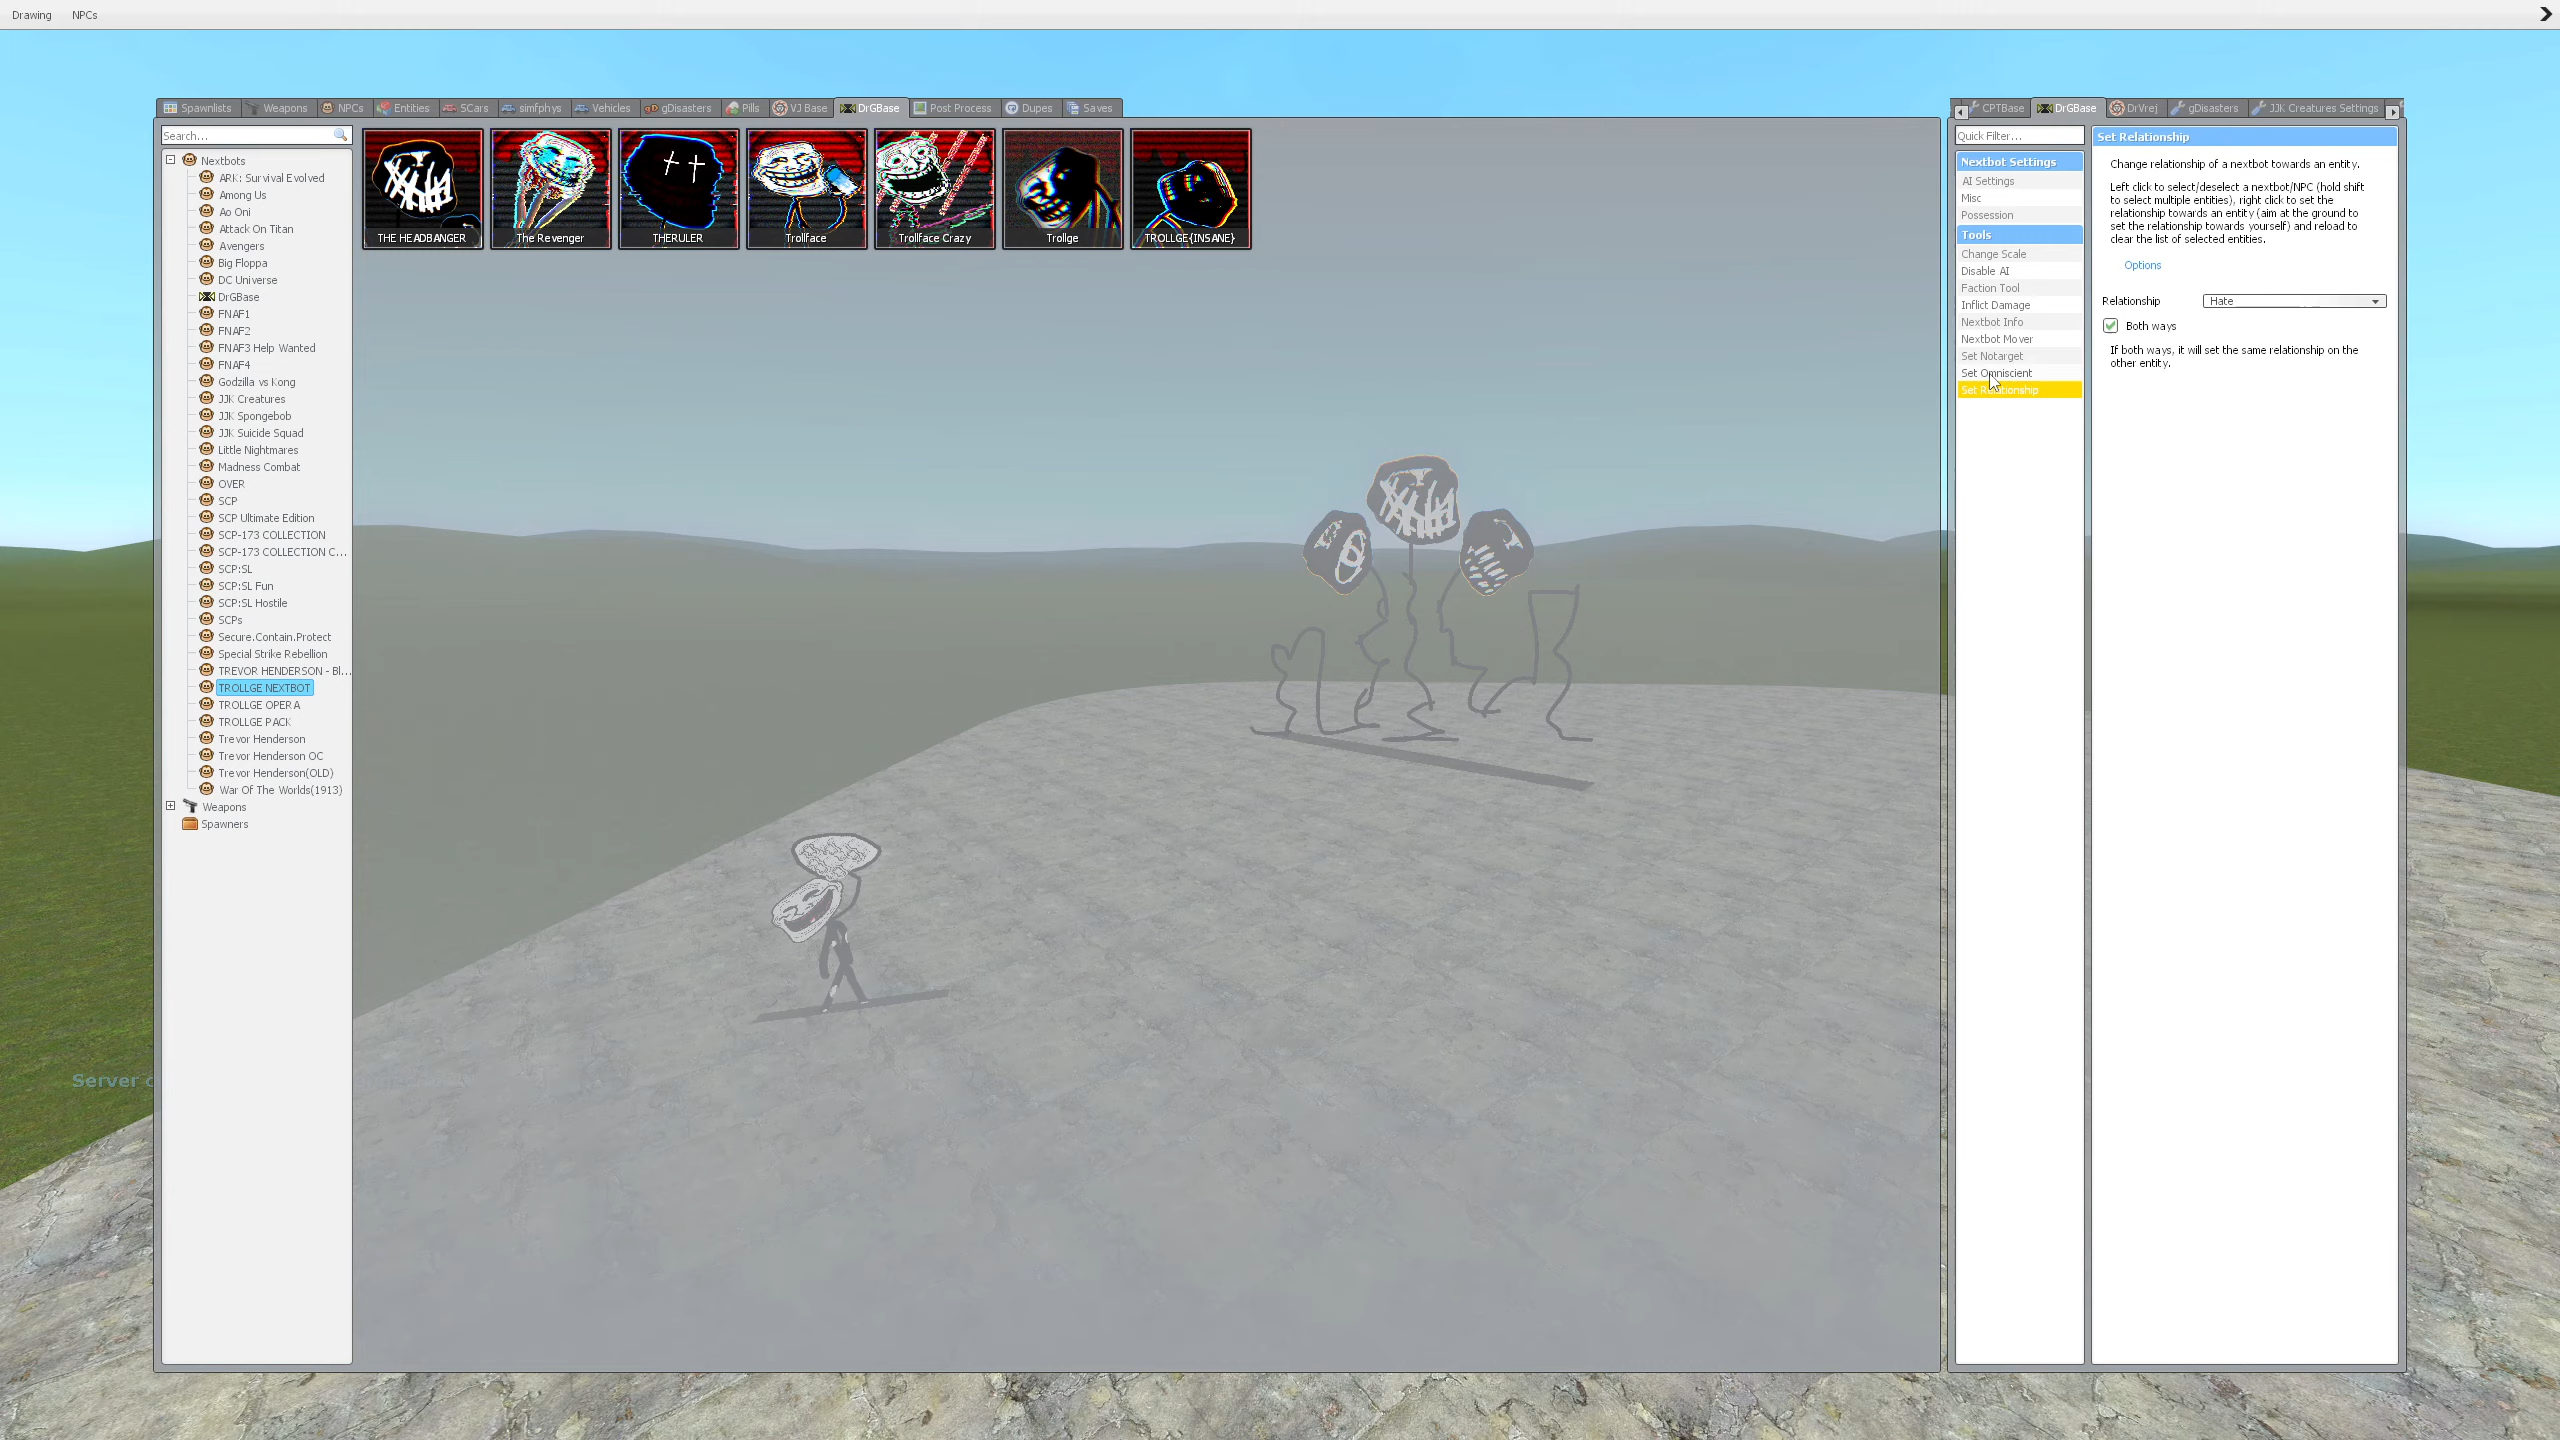 Drawing NPCs
Spawnlists Weapons NPCs Entities SCars simfphys Vehicles gDisasters Pills VJ Base DrGBase Post Process Dupes Saves
Search...
Nextbots
ARK: Survival Evolved
Among Us
Ao Oni
Attack On Titan
Avengers
Big Floppa
DC Universe
DrGBase
FNAF1
FNAF2
FNAF3 Help Wanted
FNAF4
Godzilla vs Kong
JJK Creatures
JJK Spongebob
JJK Suicide Squad
Little Nightmares
Madness Combat
OVER
SCP
SCP Ultimate Edition
SCP-173 COLLECTION
SCP-173 COLLECTION C...
SCP:SL
SCP:SL Fun
SCP:SL Hostile
SCPs
Secure.Contain.Protect
Special Strike Rebellion
TREVOR HENDERSON - Bl...
TROLLGE NEXTBOT
TROLLGE OPERA
TROLLGE PACK
Trevor Henderson
Trevor Henderson OC
Trevor Henderson(OLD)
War Of The Worlds(1913)
Weapons
Spawners
THE HEADBANGER
The Revenger
THERULER
Trollface
Trollface Crazy
Trollge
TROLLGE{INSANE}
Server
CPTBase DrGBase DrVrej gDisasters JJK Creatures Settings
Quick Filter...
Nextbot Settings
AI Settings
Misc
Possession
Tools
Change Scale
Disable AI
Faction Tool
Inflict Damage
Nextbot Info
Nextbot Mover
Set Notarget
Set Omniscient
Set Relationship
Set Relationship
Change relationship of a nextbot towards an entity.
Left click to select/deselect a nextbot/NPC (hold shift
to select multiple entities), right click to set the
relationship towards an entity (aim at the ground to
set the relationship towards yourself) and reload to
clear the list of selected entities.
Options
Relationship Hate
Both ways
If both ways, it will set the same relationship on the
other entity.